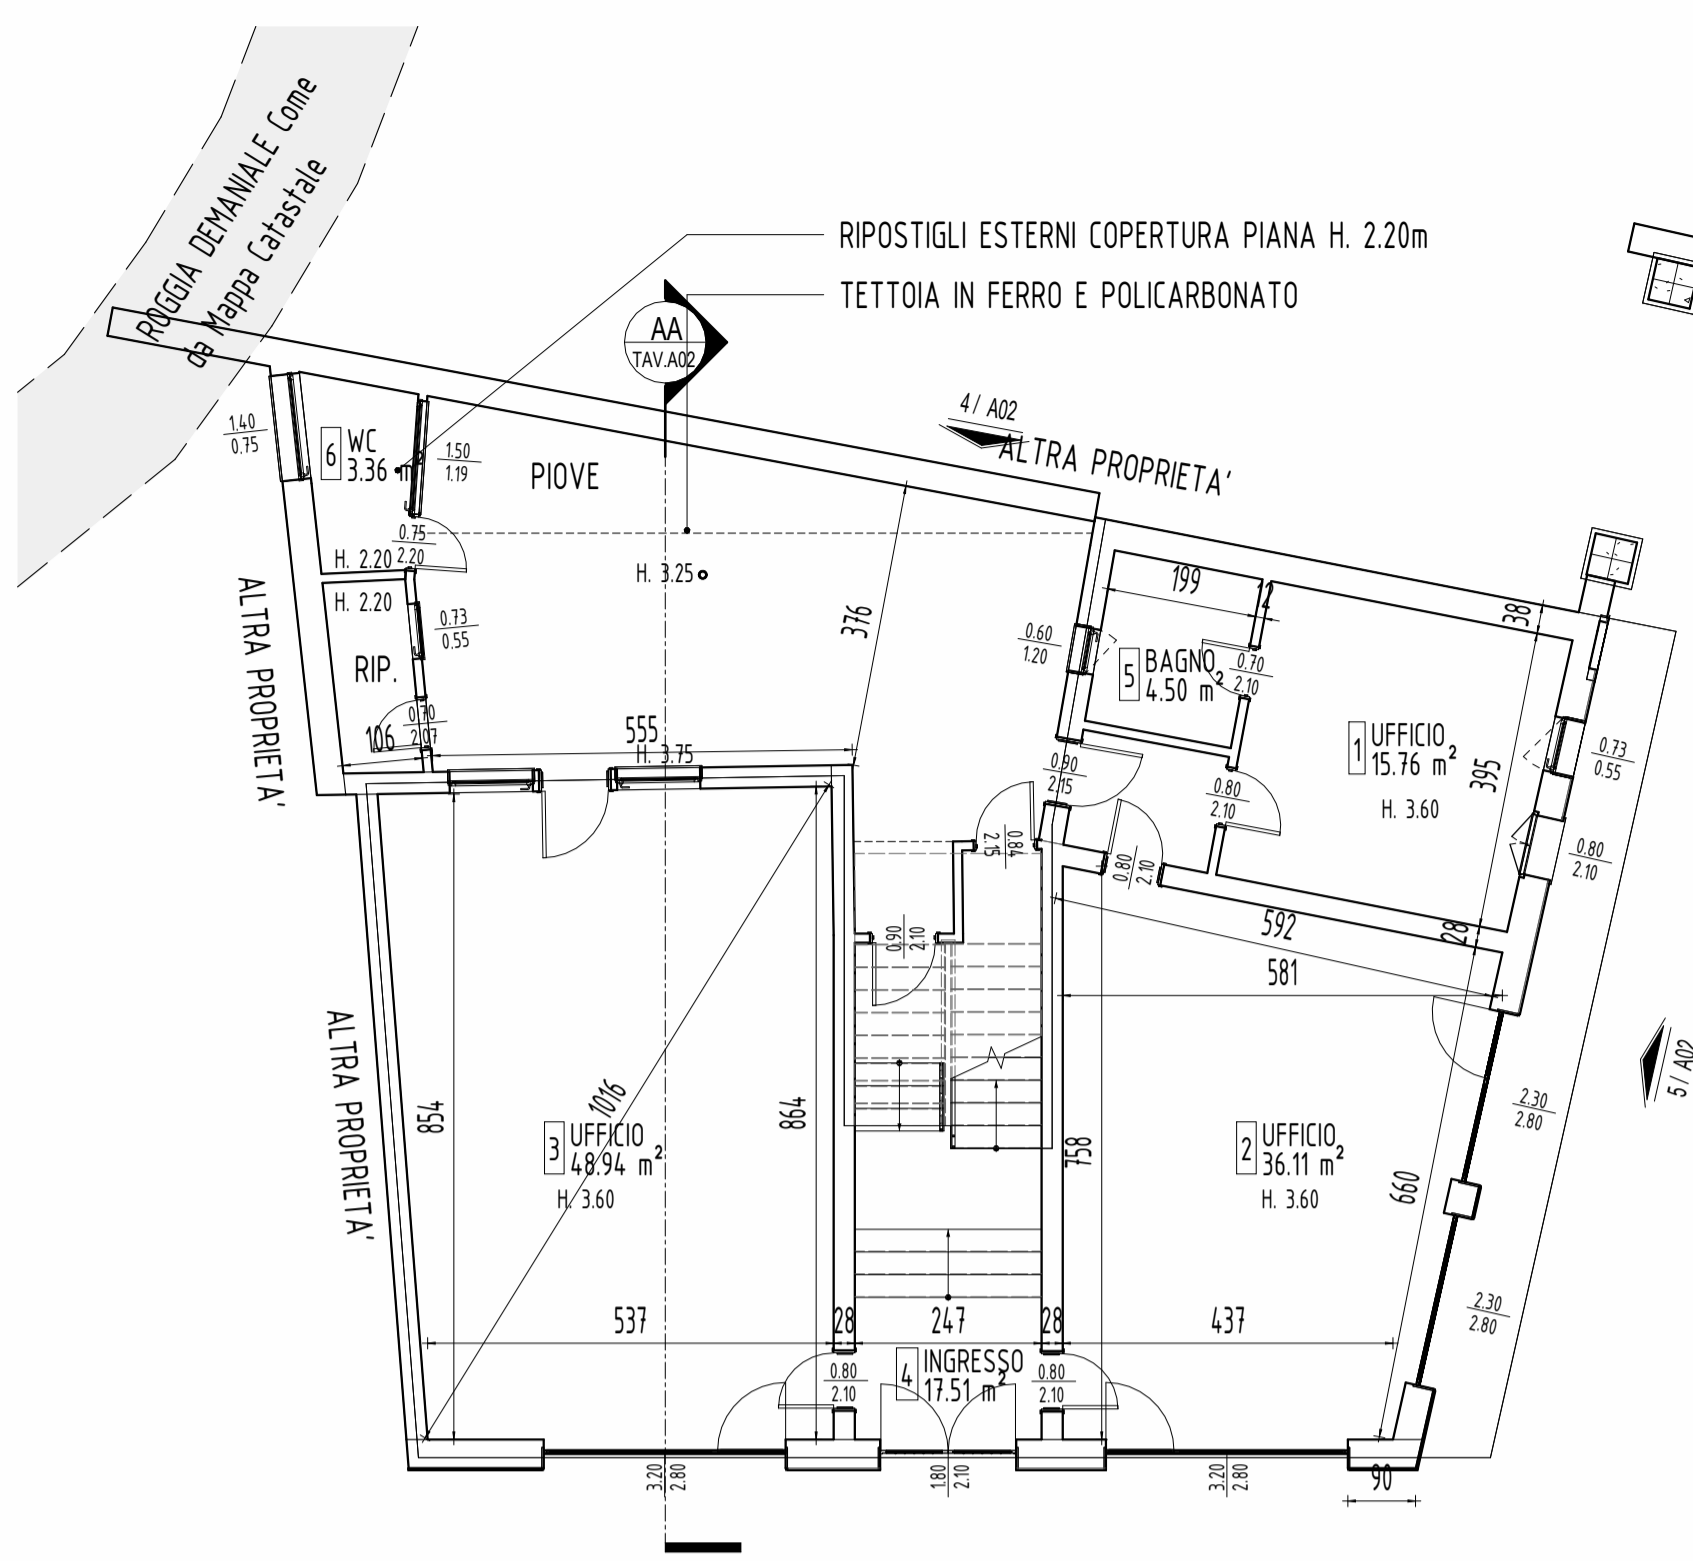 ROGGIA DEMANIALE Come
da Mappa Catastale
RIPOSTIGLI ESTERNI COPERTURA PIANA H. 2.20m
TETTOIA IN FERRO E POLICARBONATO
AA
TAV.A02
4 / A02
ALTRA PROPRIETA'
1.40
0.75
6
WC
3.36 m²
1.50
1.19
PIOVE
0.75
2.20
H. 2.20
H. 2.20
H. 3.25
376
199
12
38
0.73
0.55
0.60
1.20
RIP.
5
BAGNO
4.50 m²
0.70
2.10
ALTRA PROPRIETA'
0.70
2.07
106
555
H. 3.75
1
UFFICIO
15.76 m²
H. 3.60
395
0.73
0.55
0.90
2.15
0.80
2.10
0.84
2.15
0.80
2.10
0.80
2.10
592
28
0.90
2.10
581
ALTRA PROPRIETA'
854
1016
864
758
3
UFFICIO
48.94 m²
H. 3.60
2
UFFICIO
36.11 m²
H. 3.60
660
2.30
2.80
5 / A02
537
28
247
28
437
2.30
2.80
0.80
2.10
4
INGRESSO
17.51 m²
0.80
2.10
3.20
2.80
1.80
2.10
3.20
2.80
90